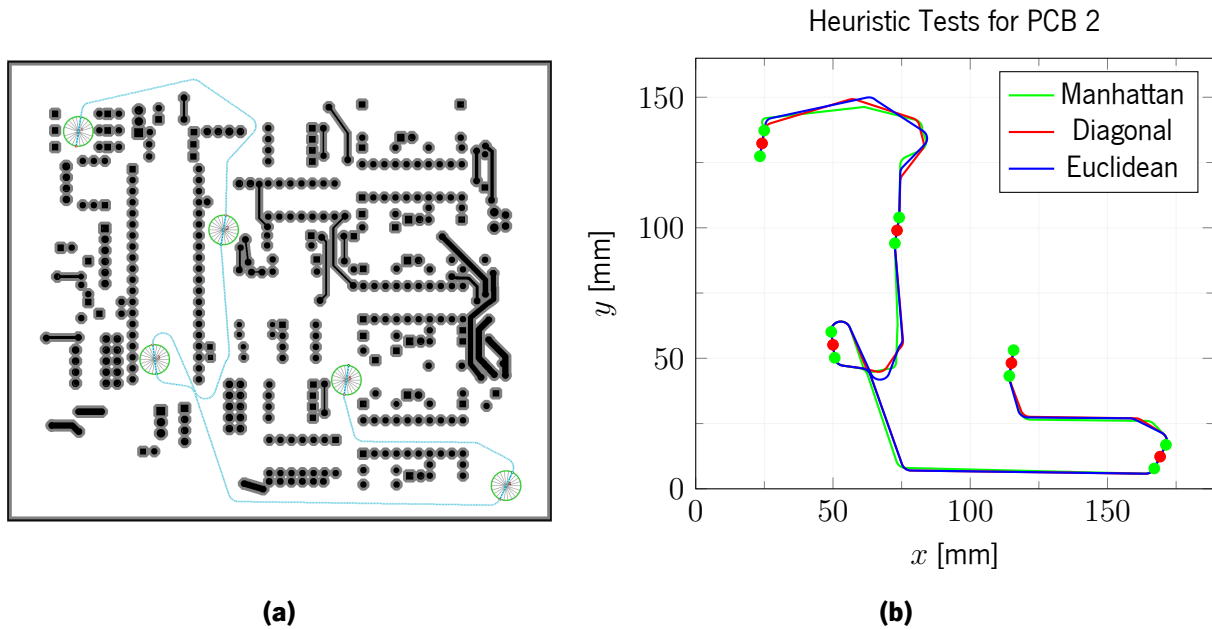 Heuristic Tests for PCB 2
Manhattan
Diagonal
Euclidean
150
100
50
0
y [mm]
0
50
100
150
x [mm]
(a)
(b)